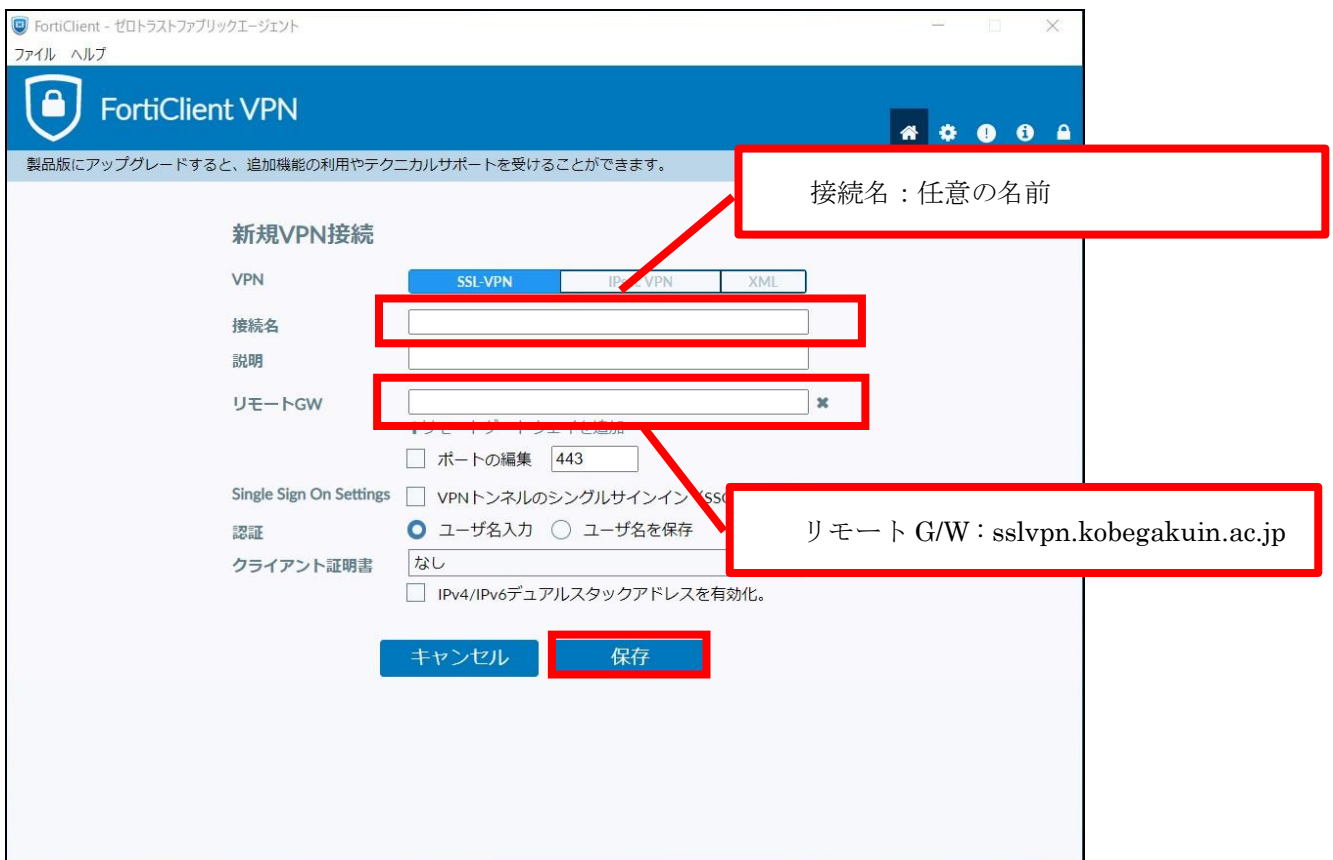 FortiClient - ゼロトラストファブリックエージェント
ファイル ヘルプ
FortiClient VPN
製品版にアップグレードすると、追加機能の利用やテクニカルサポートを受けることができます。
接続名：任意の名前
新規VPN接続
VPN SSL-VPN VPN XML
接続名
説明
リモートGW
ポートの編集 443
Single Sign On Settings VPNトンネルのシングルサインイン
リモート G/W：sslvpn.kobegakuin.ac.jp
認証 ユーザ名入力 ユーザ名を保存
クライアント証明書 なし
IPv4/IPv6デュアルスタックアドレスを有効化。
キャンセル 保存